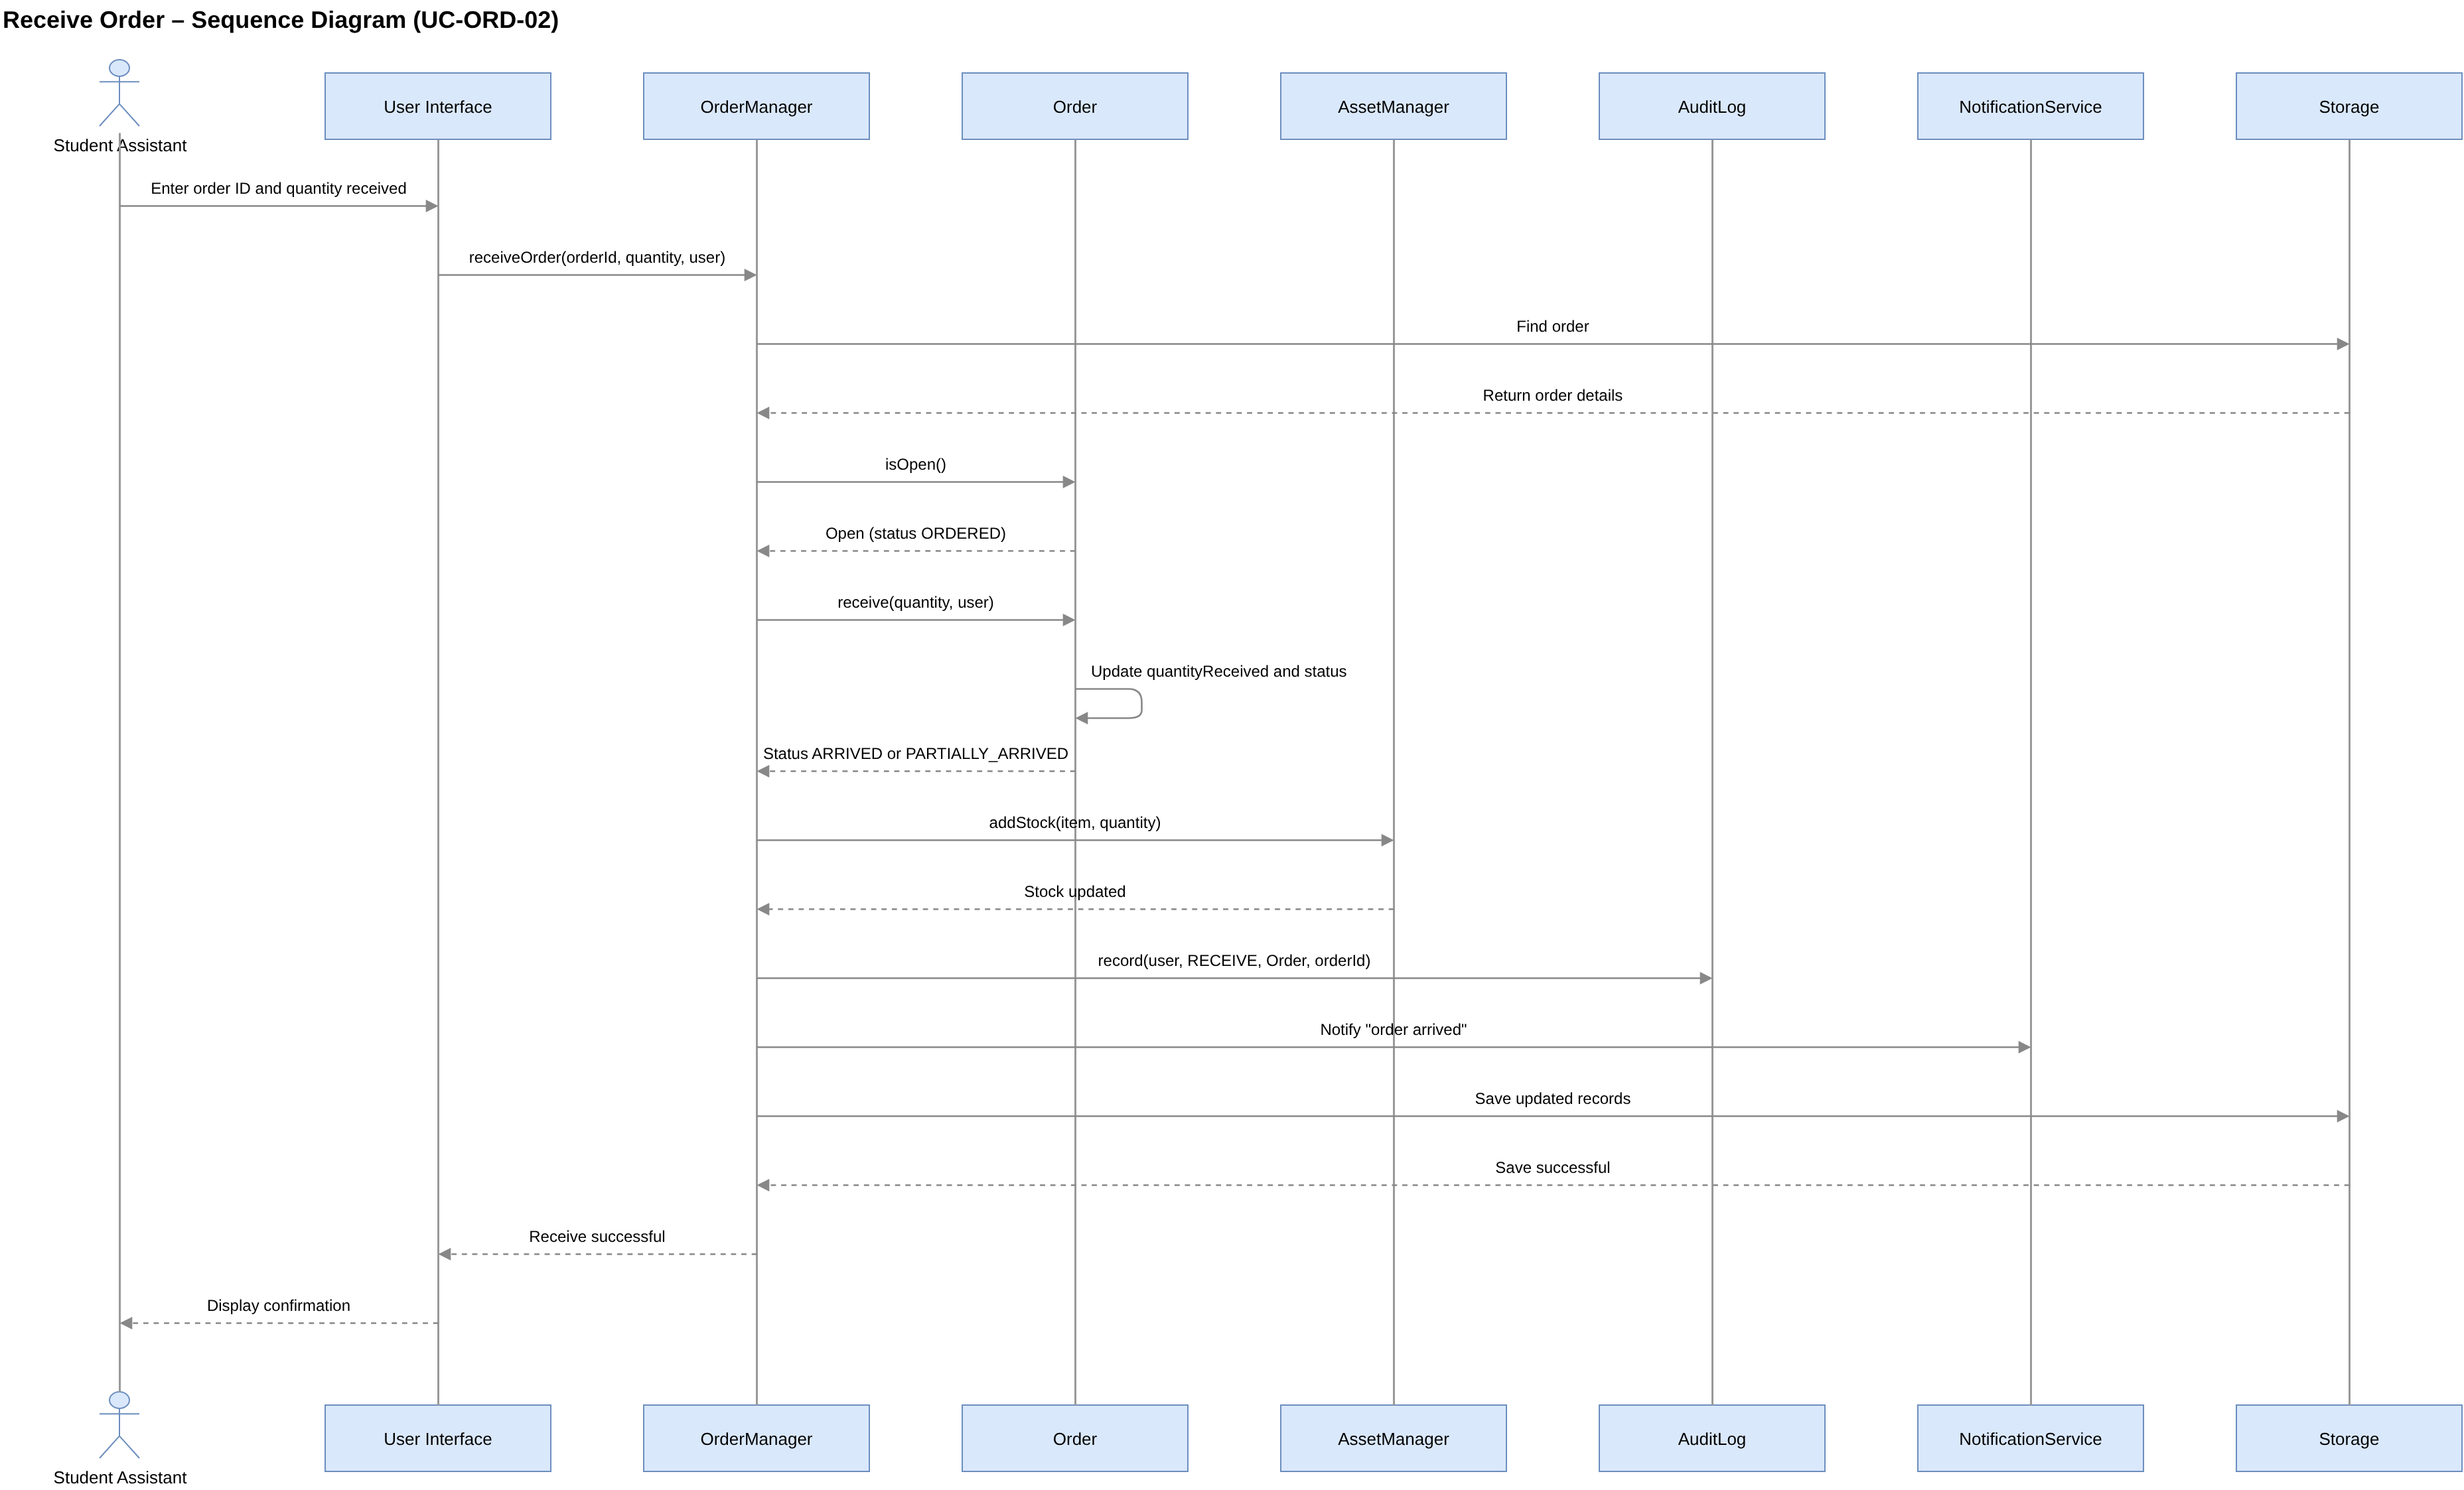 Receive Order – Sequence Diagram (UC-ORD-02)
Student Assistant
User Interface
OrderManager
Order
AssetManager
AuditLog
NotificationService
Storage
Enter order ID and quantity received
receiveOrder(orderId, quantity, user)
Find order
Return order details
isOpen()
Open (status ORDERED)
receive(quantity, user)
Update quantityReceived and status
Status ARRIVED or PARTIALLY_ARRIVED
addStock(item, quantity)
Stock updated
record(user, RECEIVE, Order, orderId)
Notify "order arrived"
Save updated records
Save successful
Receive successful
Display confirmation
Student Assistant
User Interface
OrderManager
Order
AssetManager
AuditLog
NotificationService
Storage